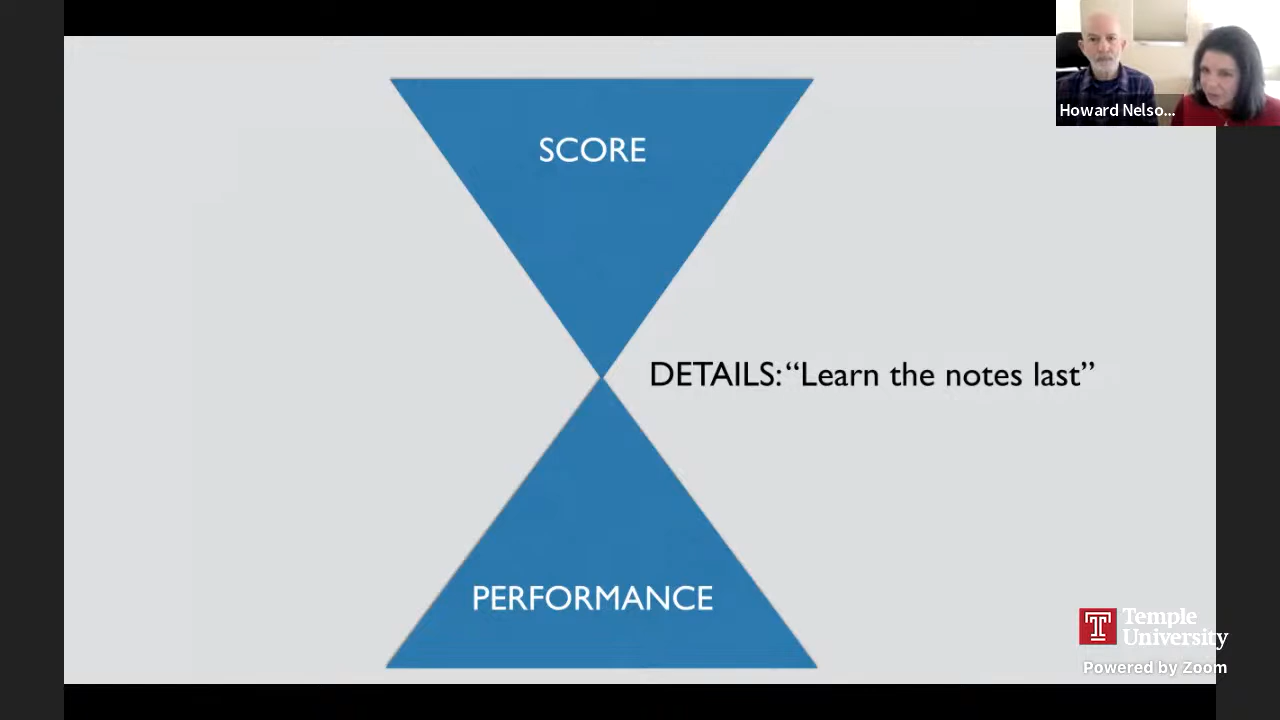 Howard Nelso...
SCORE
DETAILS: “Learn the notes last”
PERFORMANCE
T Temple
University
Powered by Zoom